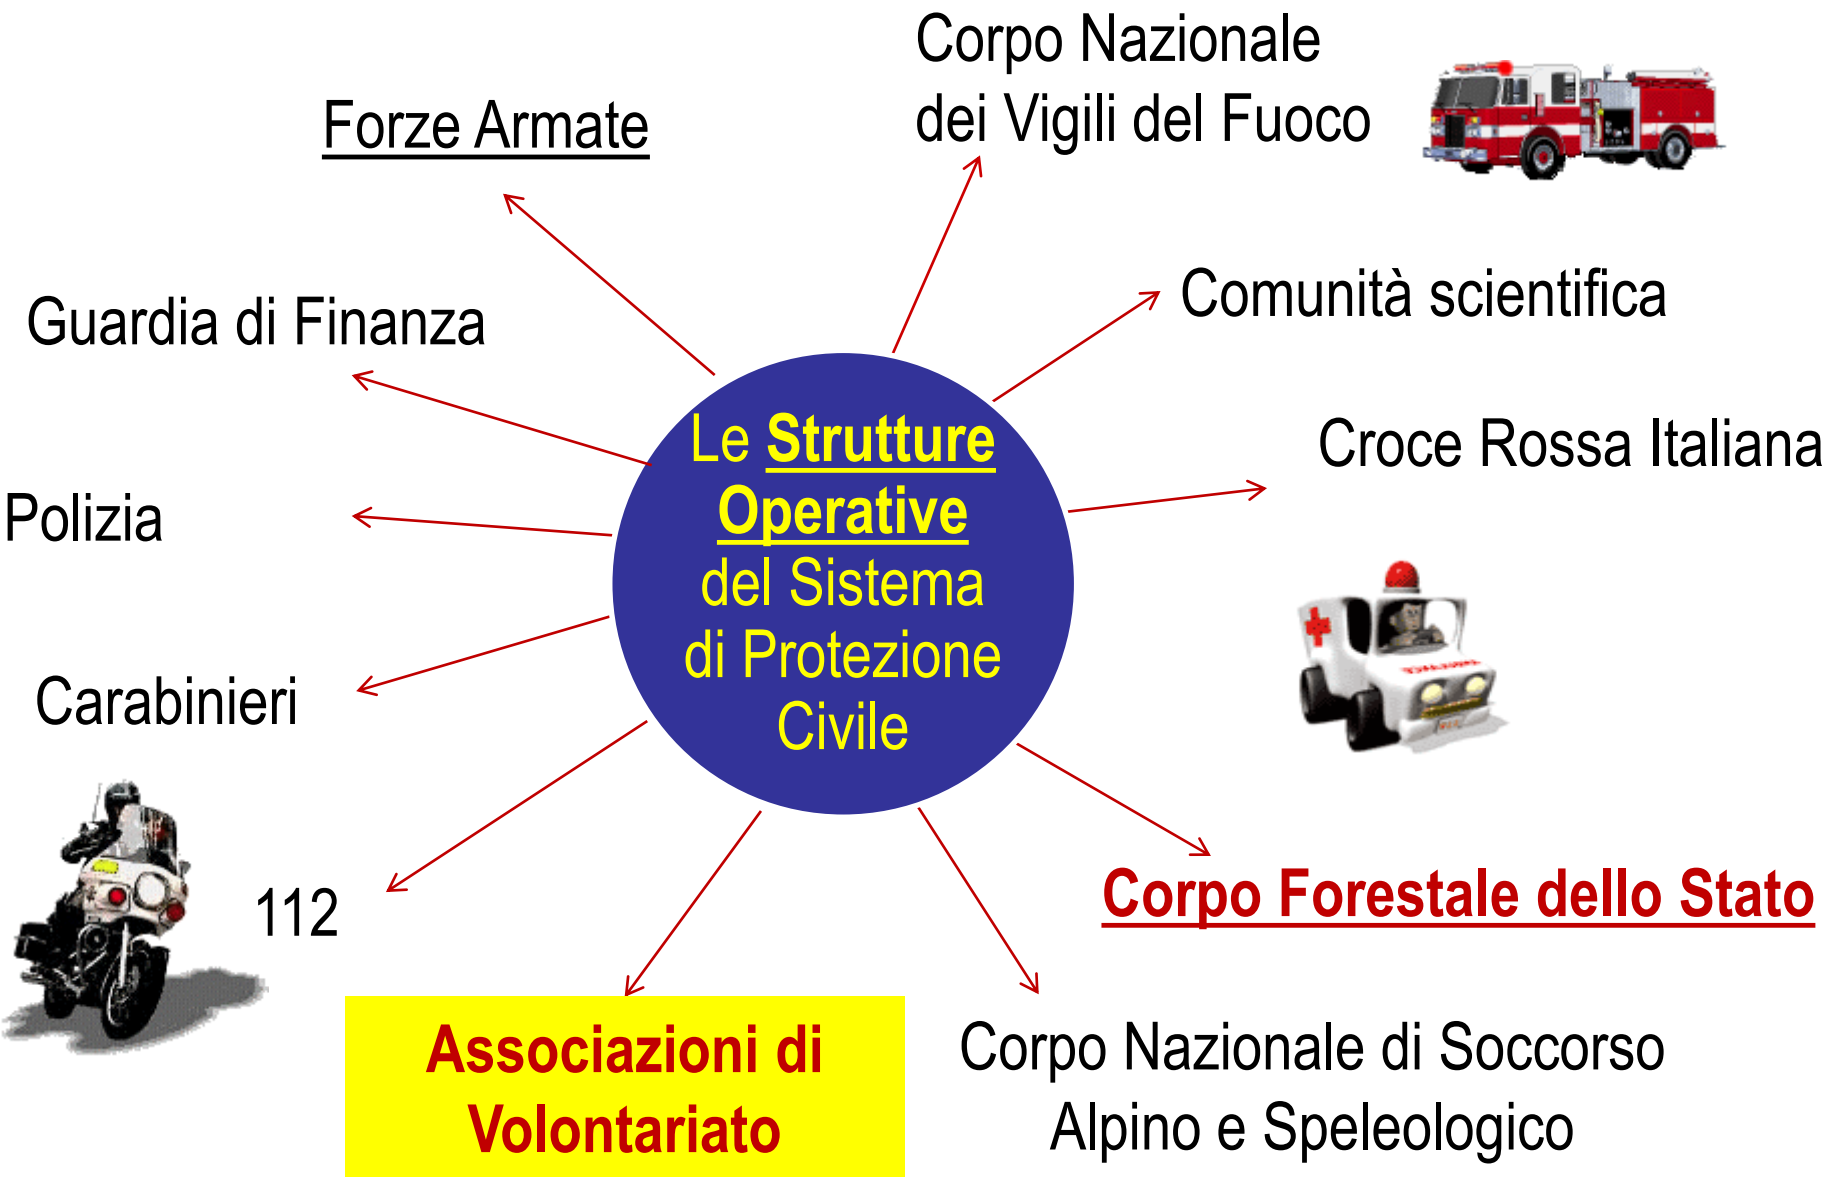 Corpo Nazionale
dei Vigili del Fuoco
Forze Armate
Comunità scientifica
Guardia di Finanza
Croce Rossa Italiana
Le Strutture
Operative
del Sistema
di Protezione
Civile
Polizia
Carabinieri
112
Corpo Forestale dello Stato
Associazioni di
Volontariato
Corpo Nazionale di Soccorso
Alpino e Speleologico